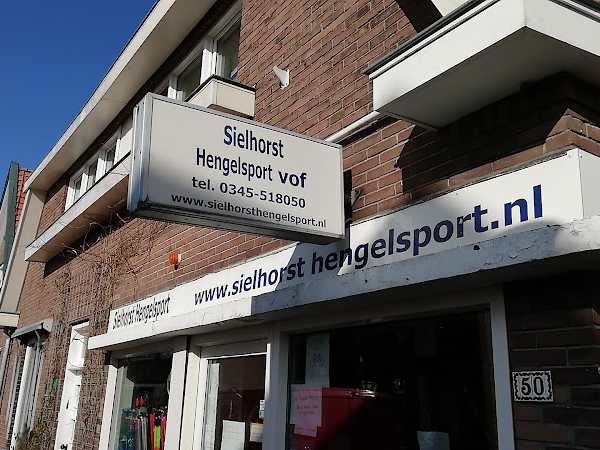 Sielhorst
Hengelsport vof
tel. 0345-518050
www.sielhorsthengelsport.nl
Sielhorst Hengelsport
www.sielhorst hengelsport.nl
50